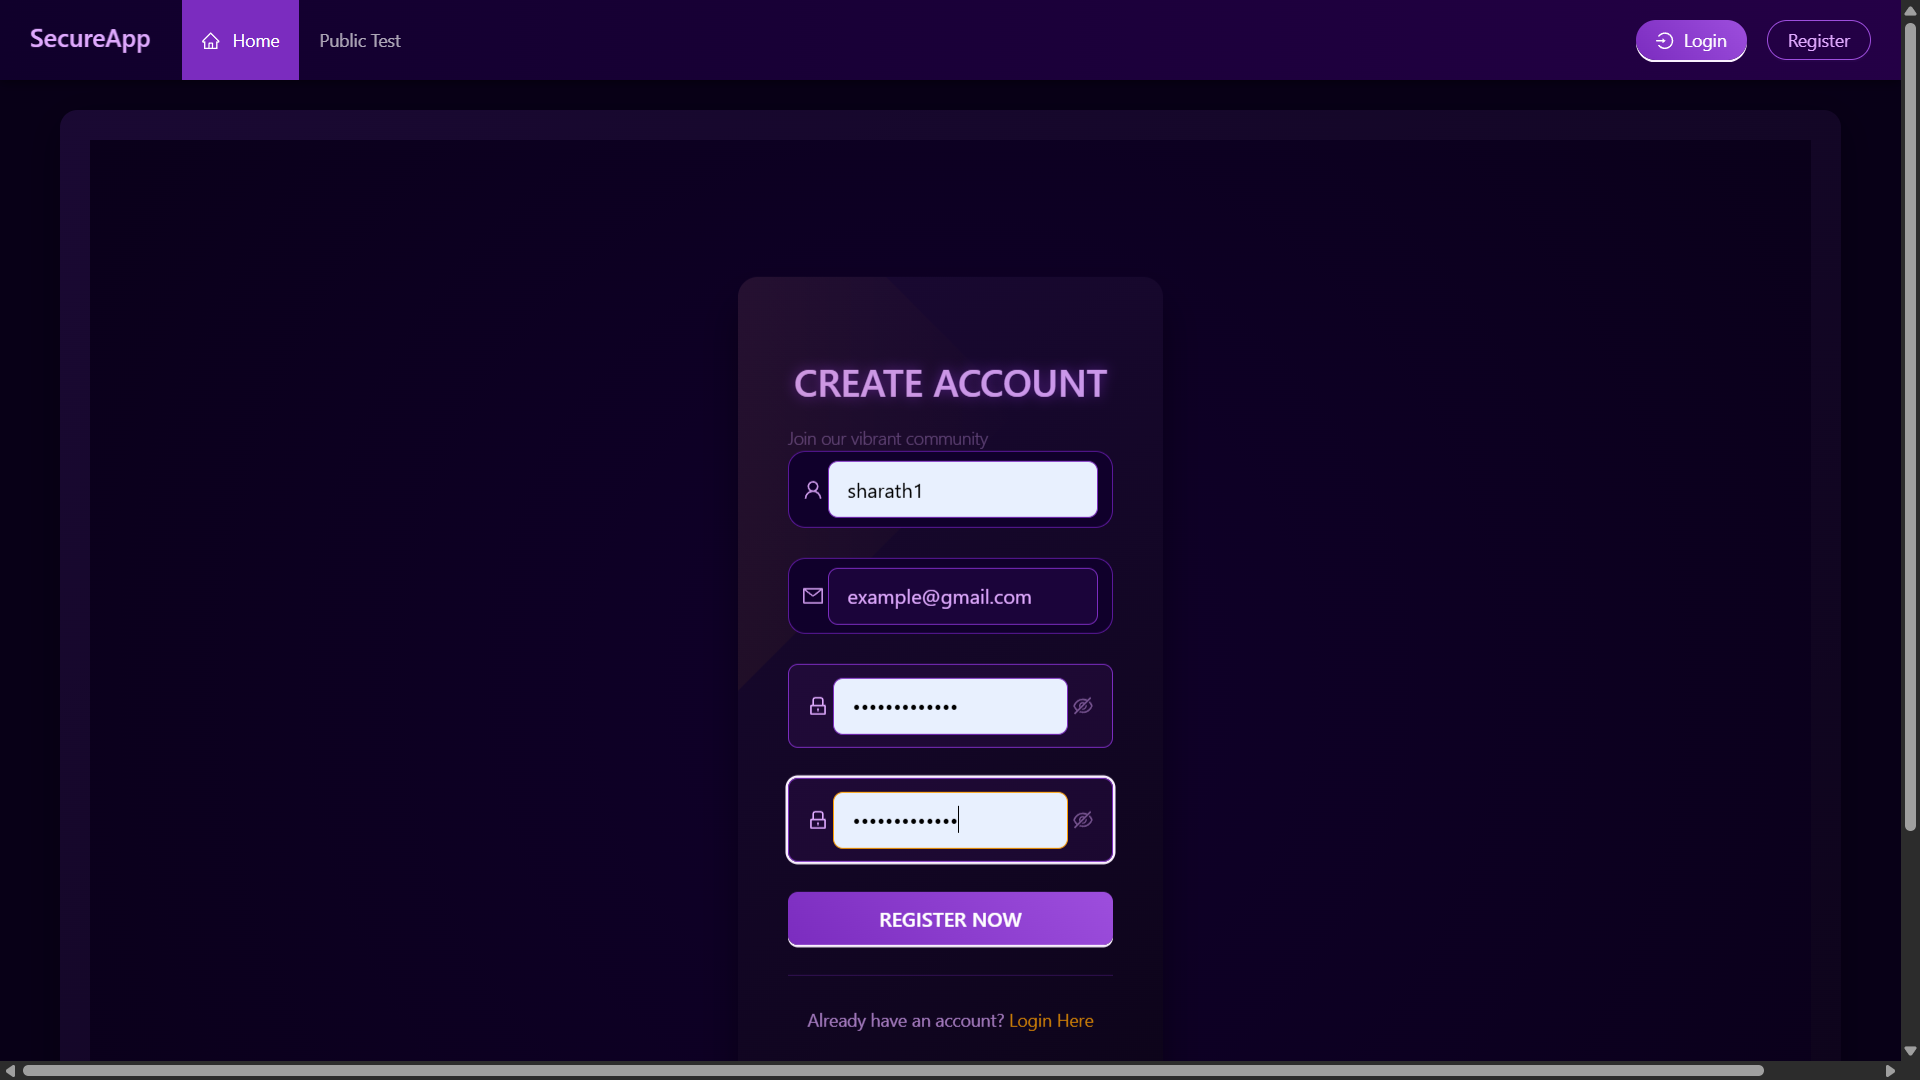 SecureApp
Home
Public Test
Login
Register
CREATE ACCOUNT
Join our vibrant community
sharath1
example@gmail.com
•••••••••••••
•••••••••••••
REGISTER NOW
Already have an account? Login Here